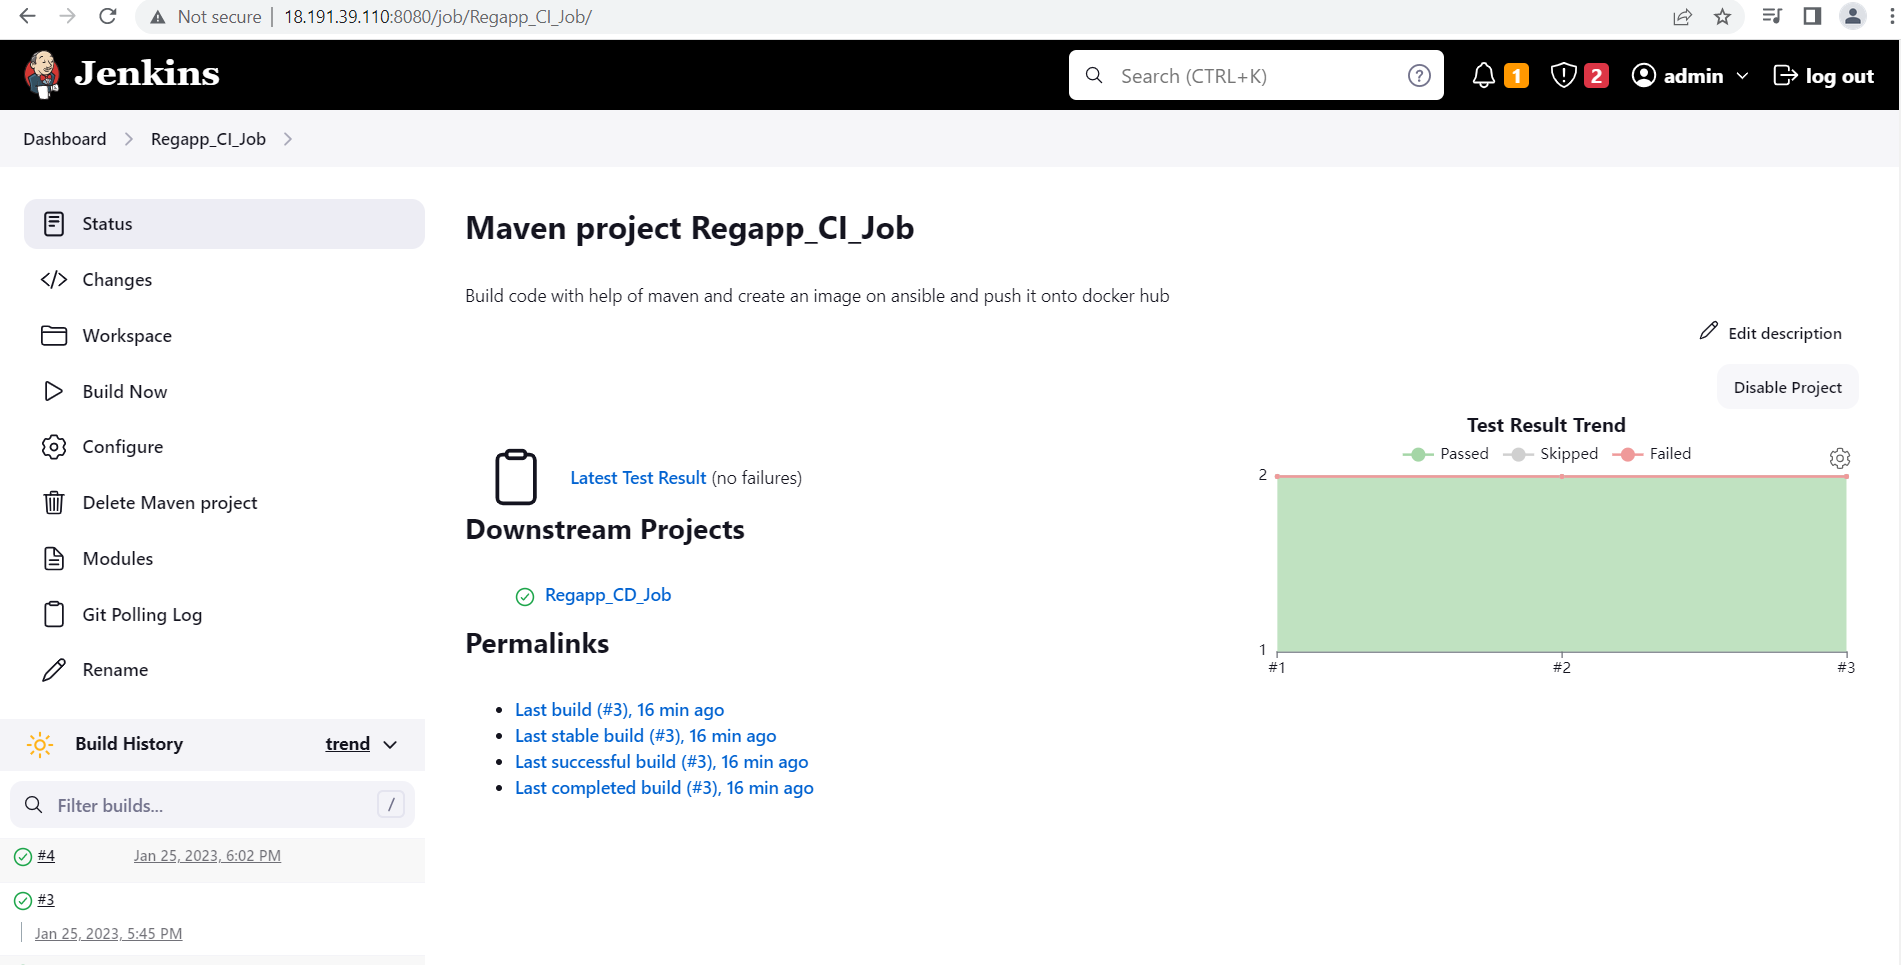 Not secure | 18.191.39.110:8080/job/Regapp_CI_Job/
Jenkins
Search (CTRL+K) ?
1
2
admin
log out
Dashboard
Regapp_CI_Job
Status
Changes
Workspace
Build Now
Configure
Delete Maven project
Modules
Git Polling Log
Rename
Build History
trend
Filter builds...
/
#4
Jan 25, 2023, 6:02 PM
#3
Jan 25, 2023, 5:45 PM
Maven project Regapp_CI_Job
Build code with help of maven and create an image on ansible and push it onto docker hub
Edit description
Disable Project
Latest Test Result (no failures)
Downstream Projects
Regapp_CD_Job
Permalinks
Last build (#3), 16 min ago
Last stable build (#3), 16 min ago
Last successful build (#3), 16 min ago
Last completed build (#3), 16 min ago
Test Result Trend
Passed Skipped Failed
2
1
#1 #2 #3